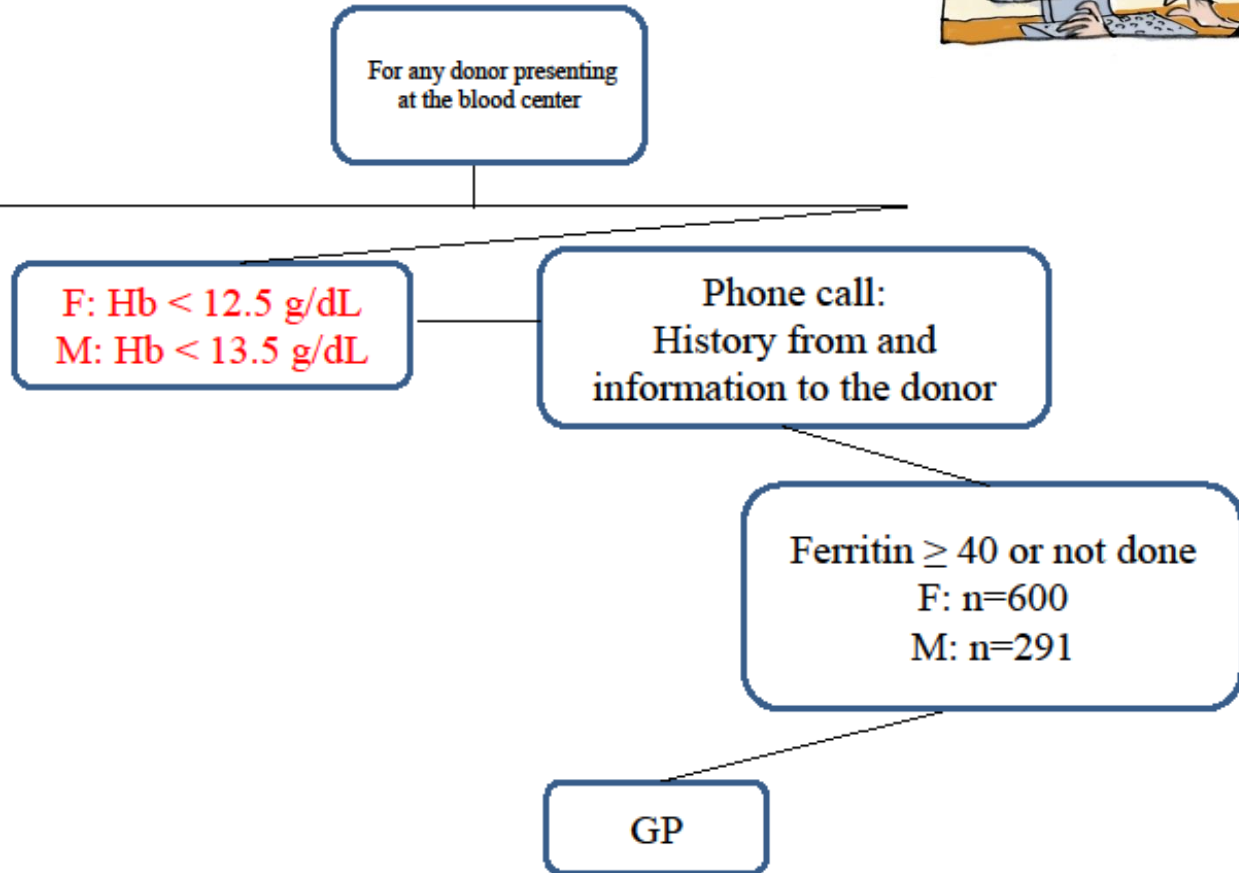 For any donor presenting
at the blood center
F: Hb < 12.5 g/dL
M: Hb < 13.5 g/dL
Phone call:
History from and
information to the donor
Ferritin ≥ 40 or not done
F: n=600
M: n=291
GP